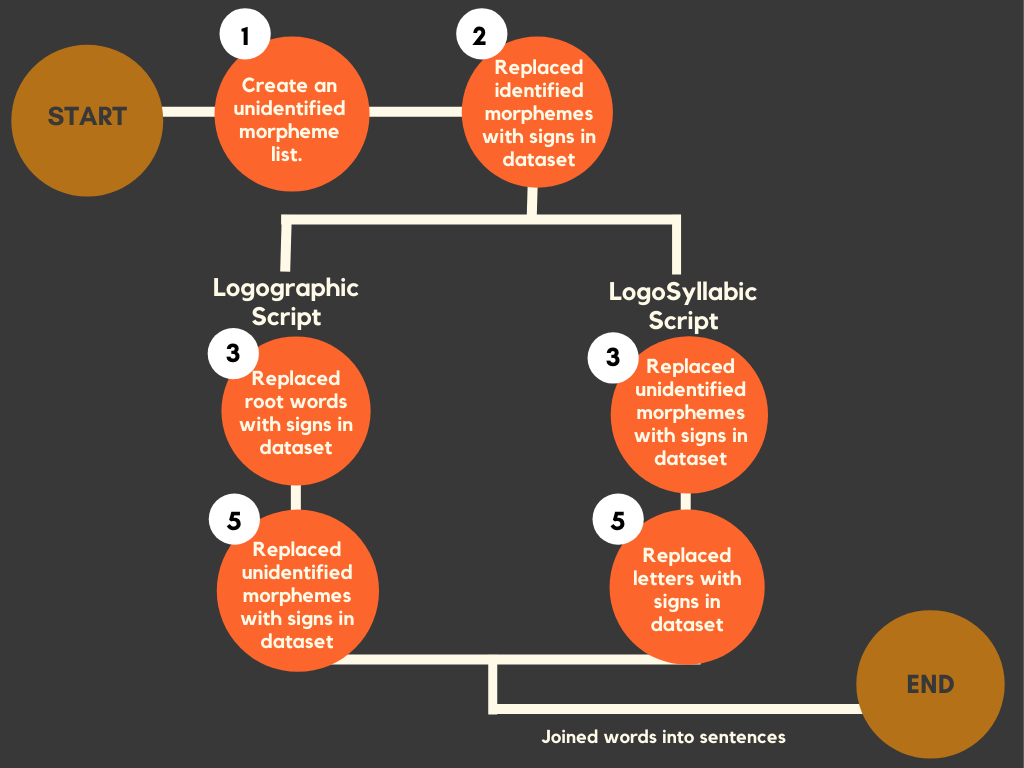 START
1
Create an
unidentified
morpheme
list.
2
Replaced
identified
morphemes
with signs in
dataset
Logographic
Script
3
Replaced
root words
with signs in
dataset
5
Replaced
unidentified
morphemes
with signs in
dataset
LogoSyllabic
Script
3
Replaced
unidentified
morphemes
with signs in
dataset
5
Replaced
letters with
signs in
dataset
Joined words into sentences
END